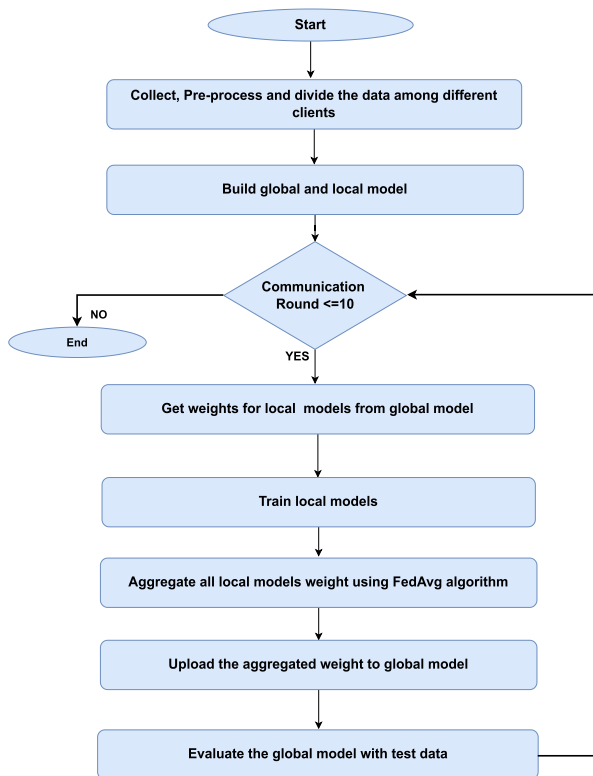 Start
Collect, Pre-process and divide the data among different
clients
Build global and local model
Communication
Round <=10
NO
End
YES
Get weights for local models from global model
Train local models
Aggregate all local models weight using FedAvg algorithm
Upload the aggregated weight to global model
Evaluate the global model with test data